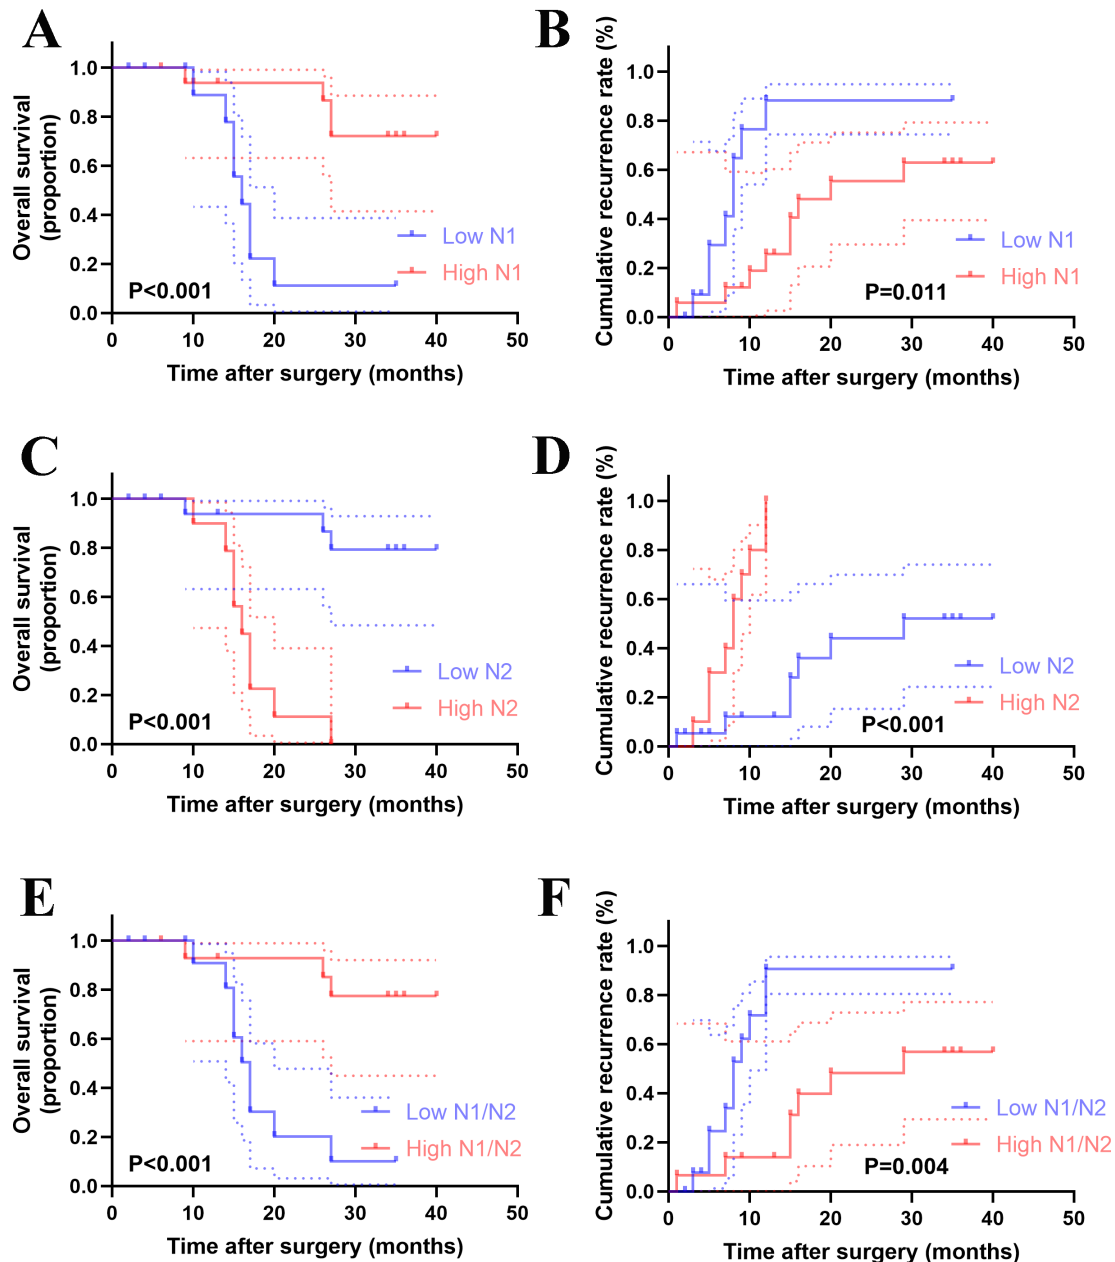 A
Overall survival
(proportion)
1.0
0.8
0.6
0.4
0.2
0.0
Low N1
High N1
P<0.001
0 10 20 30 40 50
Time after surgery (months)
B
Cumulative recurrence rate (%)
1.0
0.8
0.6
0.4
0.2
0.0
Low N1
High N1
P=0.011
0 10 20 30 40 50
Time after surgery (months)
C
Overall survival
(proportion)
1.0
0.8
0.6
0.4
0.2
0.0
Low N2
High N2
P<0.001
0 10 20 30 40 50
Time after surgery (months)
D
Cumulative recurrence rate (%)
1.0
0.8
0.6
0.4
0.2
0.0
Low N2
High N2
P<0.001
0 10 20 30 40 50
Time after surgery (months)
E
Overall survival
(proportion)
1.0
0.8
0.6
0.4
0.2
0.0
Low N1/N2
High N1/N2
P<0.001
0 10 20 30 40 50
Time after surgery (months)
F
Cumulative recurrence rate (%)
1.0
0.8
0.6
0.4
0.2
0.0
Low N1/N2
High N1/N2
P=0.004
0 10 20 30 40 50
Time after surgery (months)